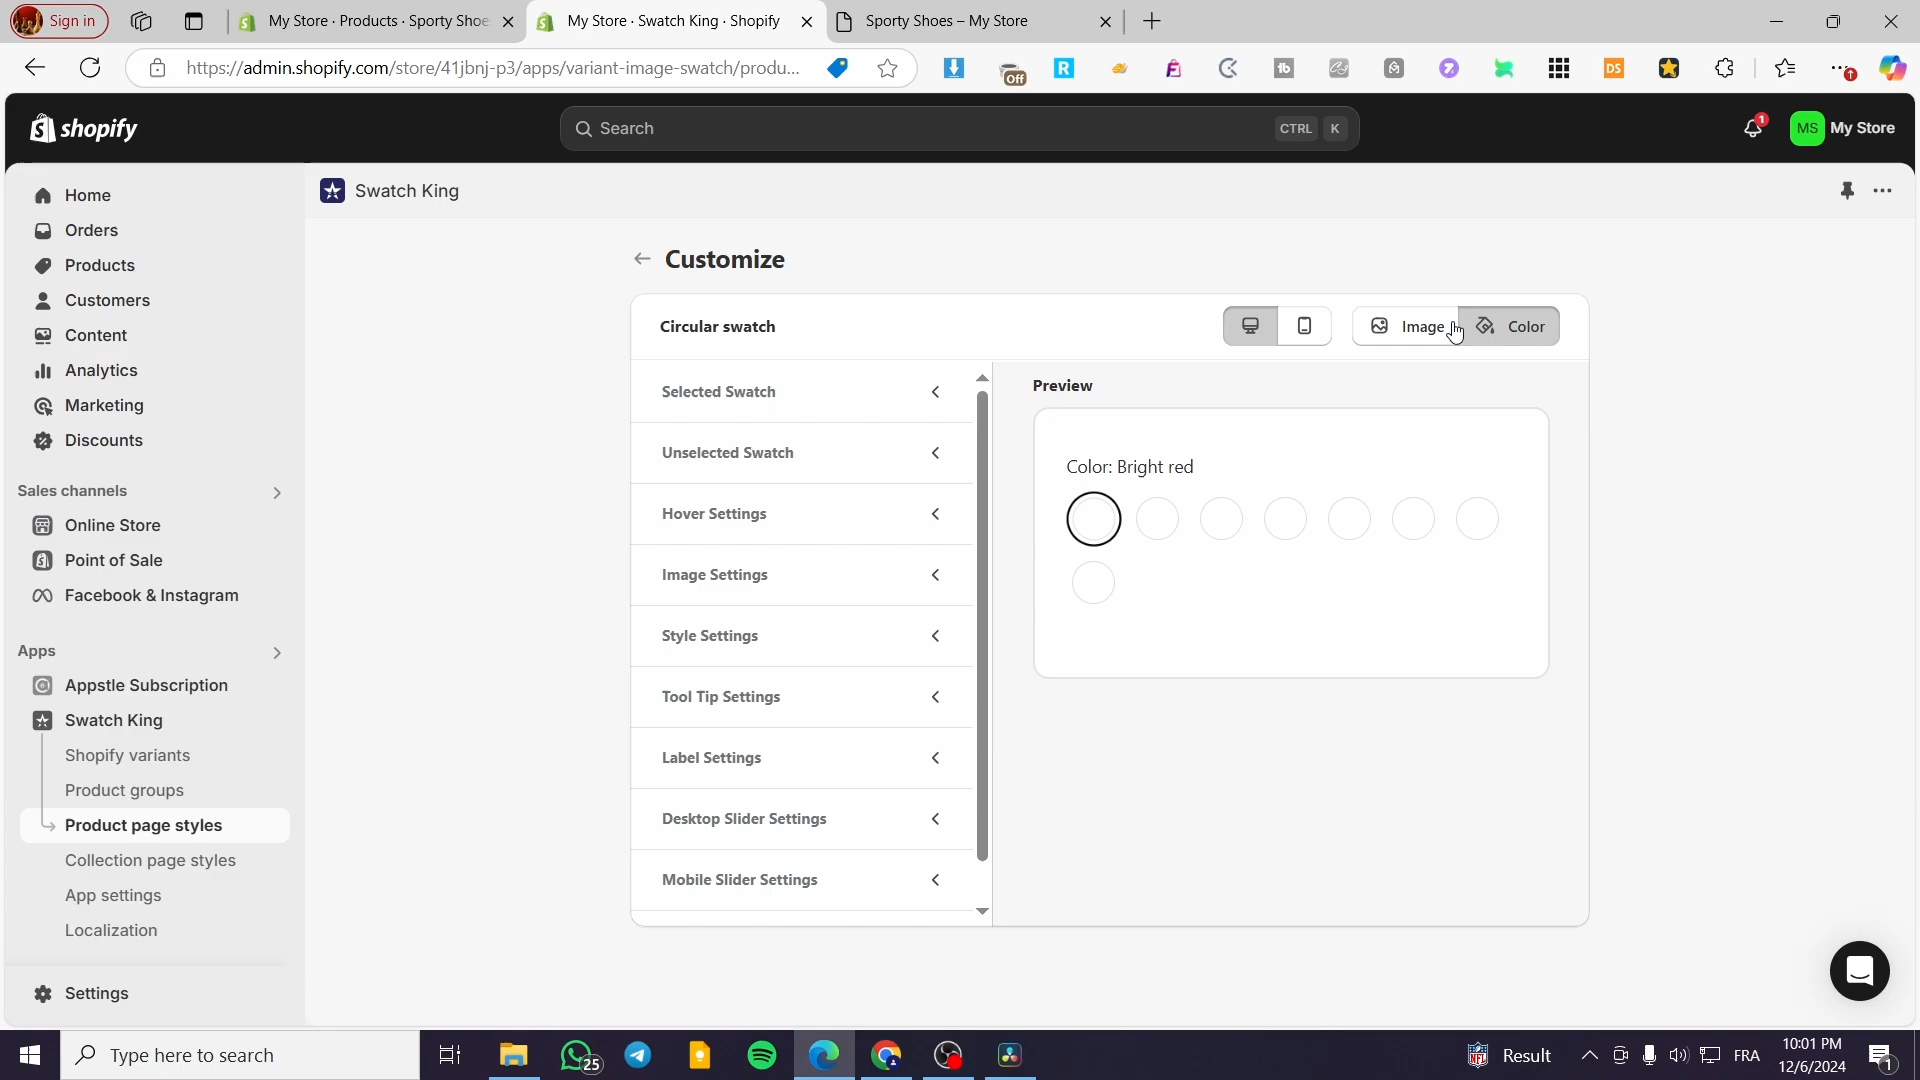 Sign in
My Store · Products · Sporty Shoe
My Store · Swatch King · Shopify
Sporty Shoes – My Store
https://admin.shopify.com/store/41jbnj-p3/apps/variant-image-swatch/produ...
Off
R
tb
DS
shopify
Search
CTRL
K
1
MS
My Store
Home
Orders
Products
Customers
Content
Analytics
Marketing
Discounts
Sales channels
Online Store
Point of Sale
Facebook & Instagram
Apps
Appstle Subscription
Swatch King
Shopify variants
Product groups
Product page styles
Collection page styles
App settings
Localization
Settings
Swatch King
Customize
Circular swatch
Image
Color
Selected Swatch
Unselected Swatch
Hover Settings
Image Settings
Style Settings
Tool Tip Settings
Label Settings
Desktop Slider Settings
Mobile Slider Settings
Preview
Color: Bright red
Type here to search
25
Result
FRA
10:01 PM
12/6/2024
1